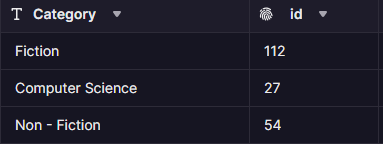 Category id
Fiction 112
Computer Science 27
Non - Fiction 54